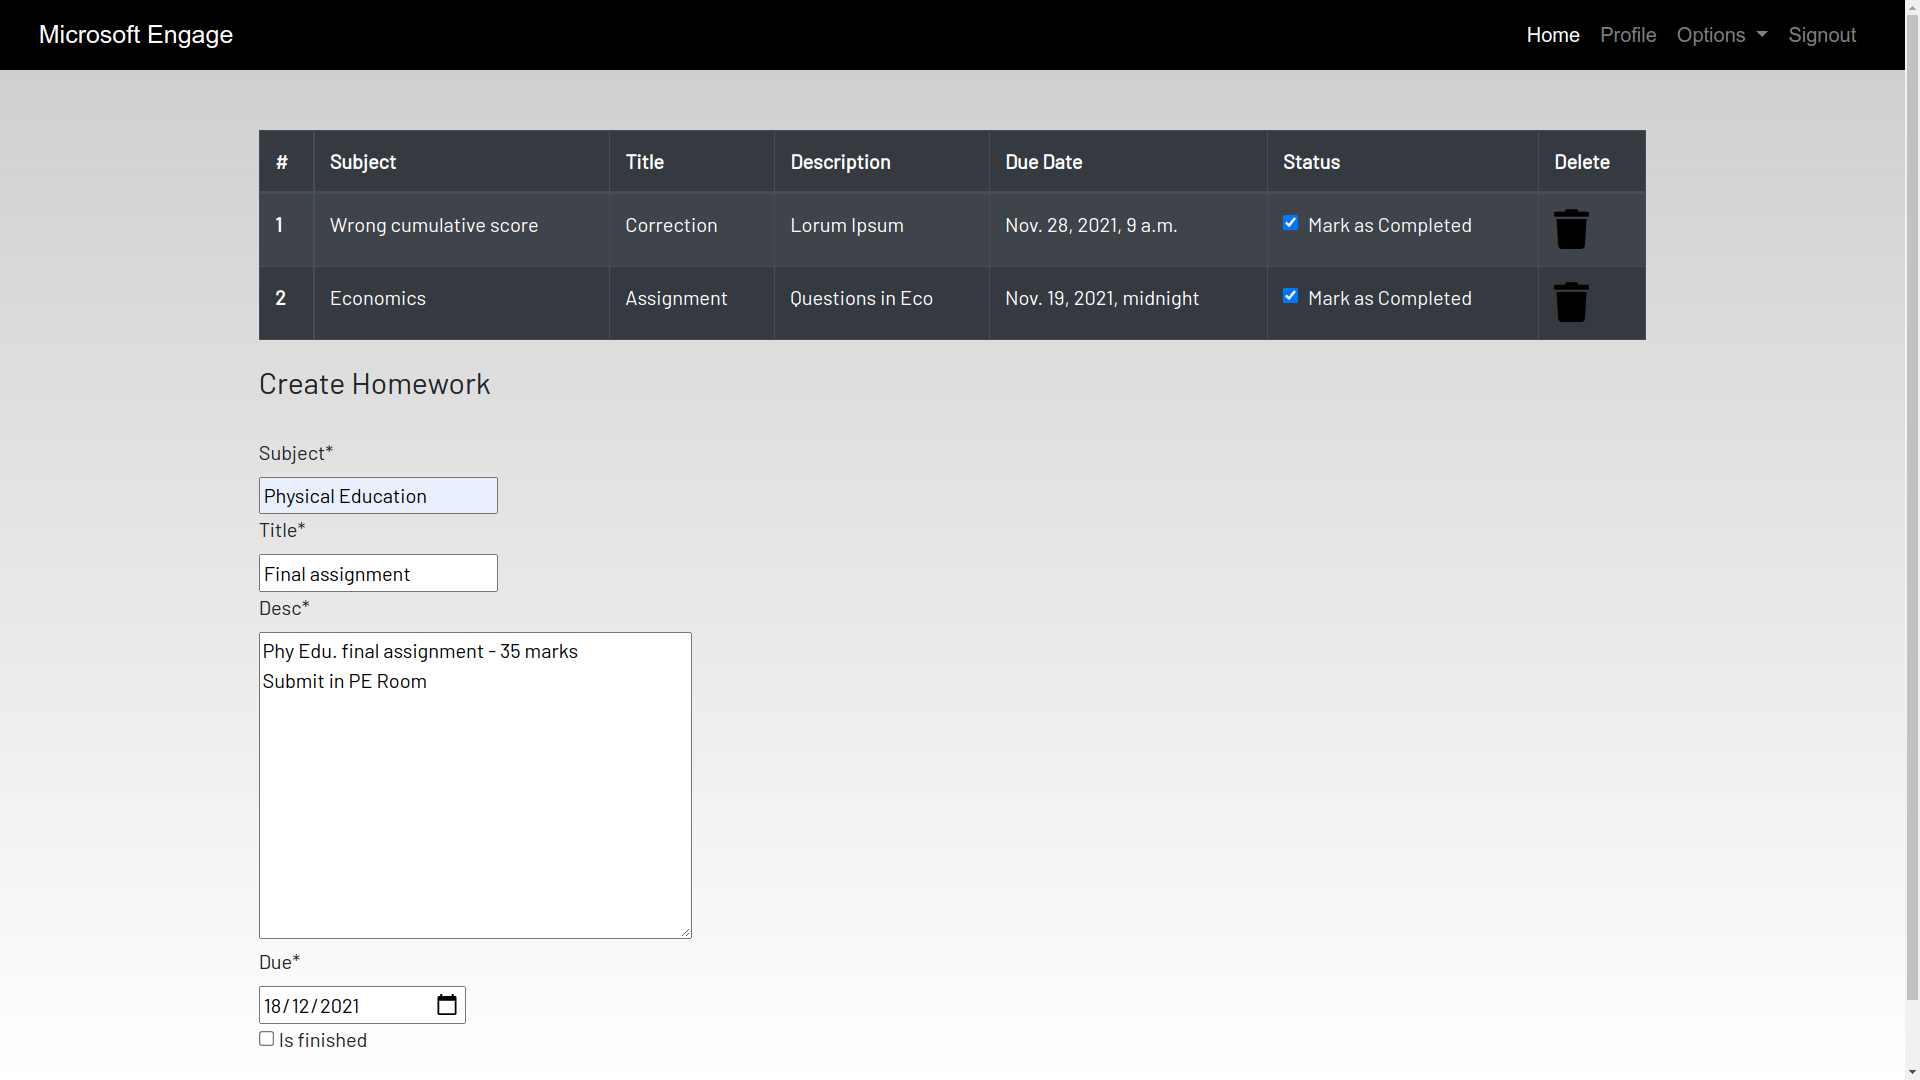 Microsoft Engage Home Profile Options Signout
# Subject Title Description Due Date Status Delete
1 Wrong cumulative score Correction Lorum Ipsum Nov. 28, 2021, 9 a.m. Mark as Completed
2 Economics Assignment Questions in Eco Nov. 19, 2021, midnight Mark as Completed
Create Homework
Subject*
Physical Education
Title*
Final assignment
Desc*
Phy Edu. final assignment - 35 marks
Submit in PE Room
Due*
18/12/2021
Is finished